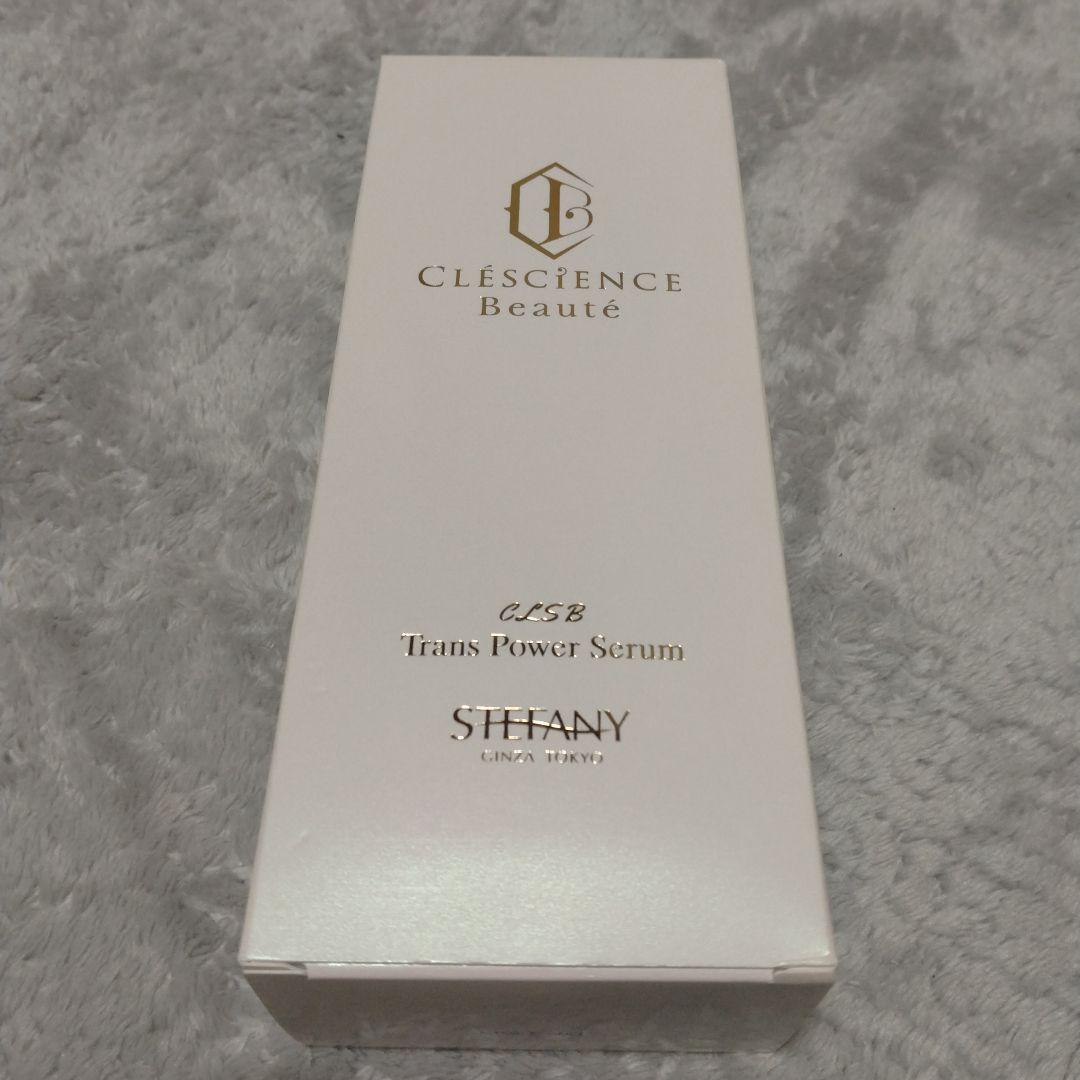 CLÉSCiENCE
Beauté
CLSB
Trans Power Serum
STEFANY
GINZA TOKYO